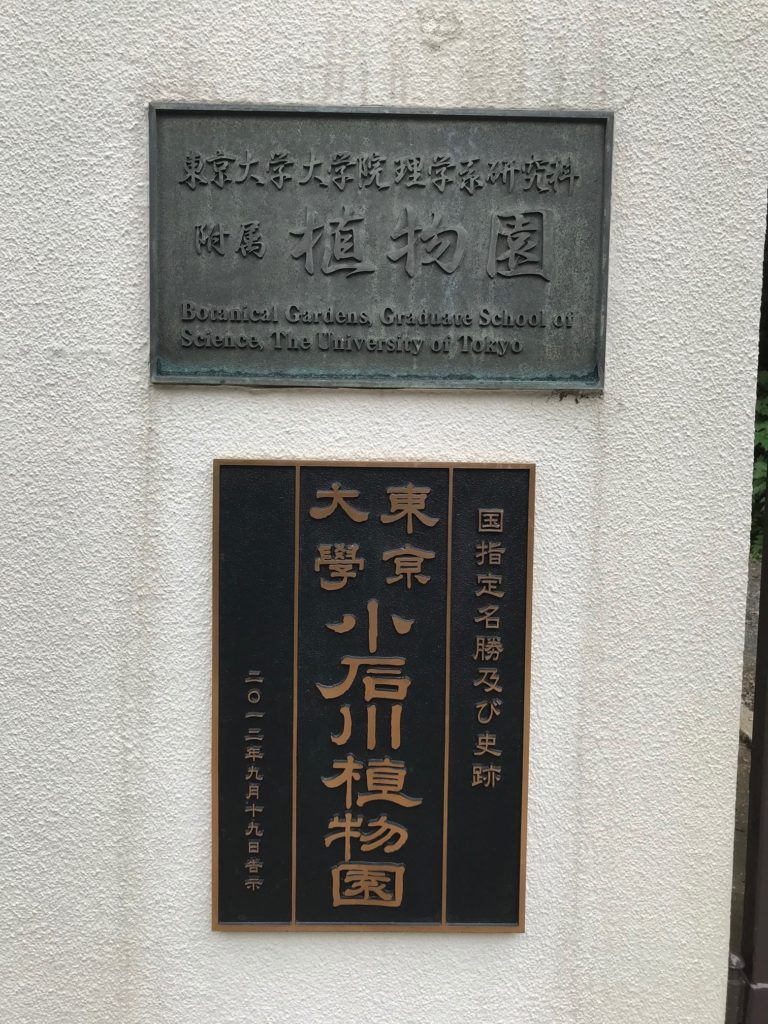 東京大学大学院理学系研究科
附属 植物園
Botanical Gardens, Graduate School of
Science, The University of Tokyo
国指定名勝及び史跡
東京
大學
小石川植物園
二〇一二年九月十九日告示